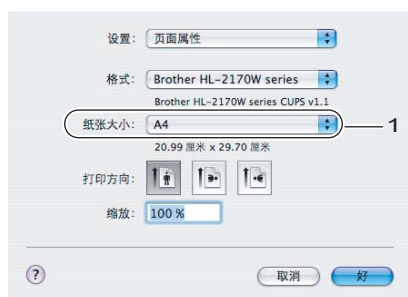 设置: 页面属性
格式: Brother HL-2170W series
Brother HL-2170W series CUPS v1.1
纸张大小: A4 1
20.99 厘米 x 29.70 厘米
打印方向:
缩放: 100 %
? 取消 好